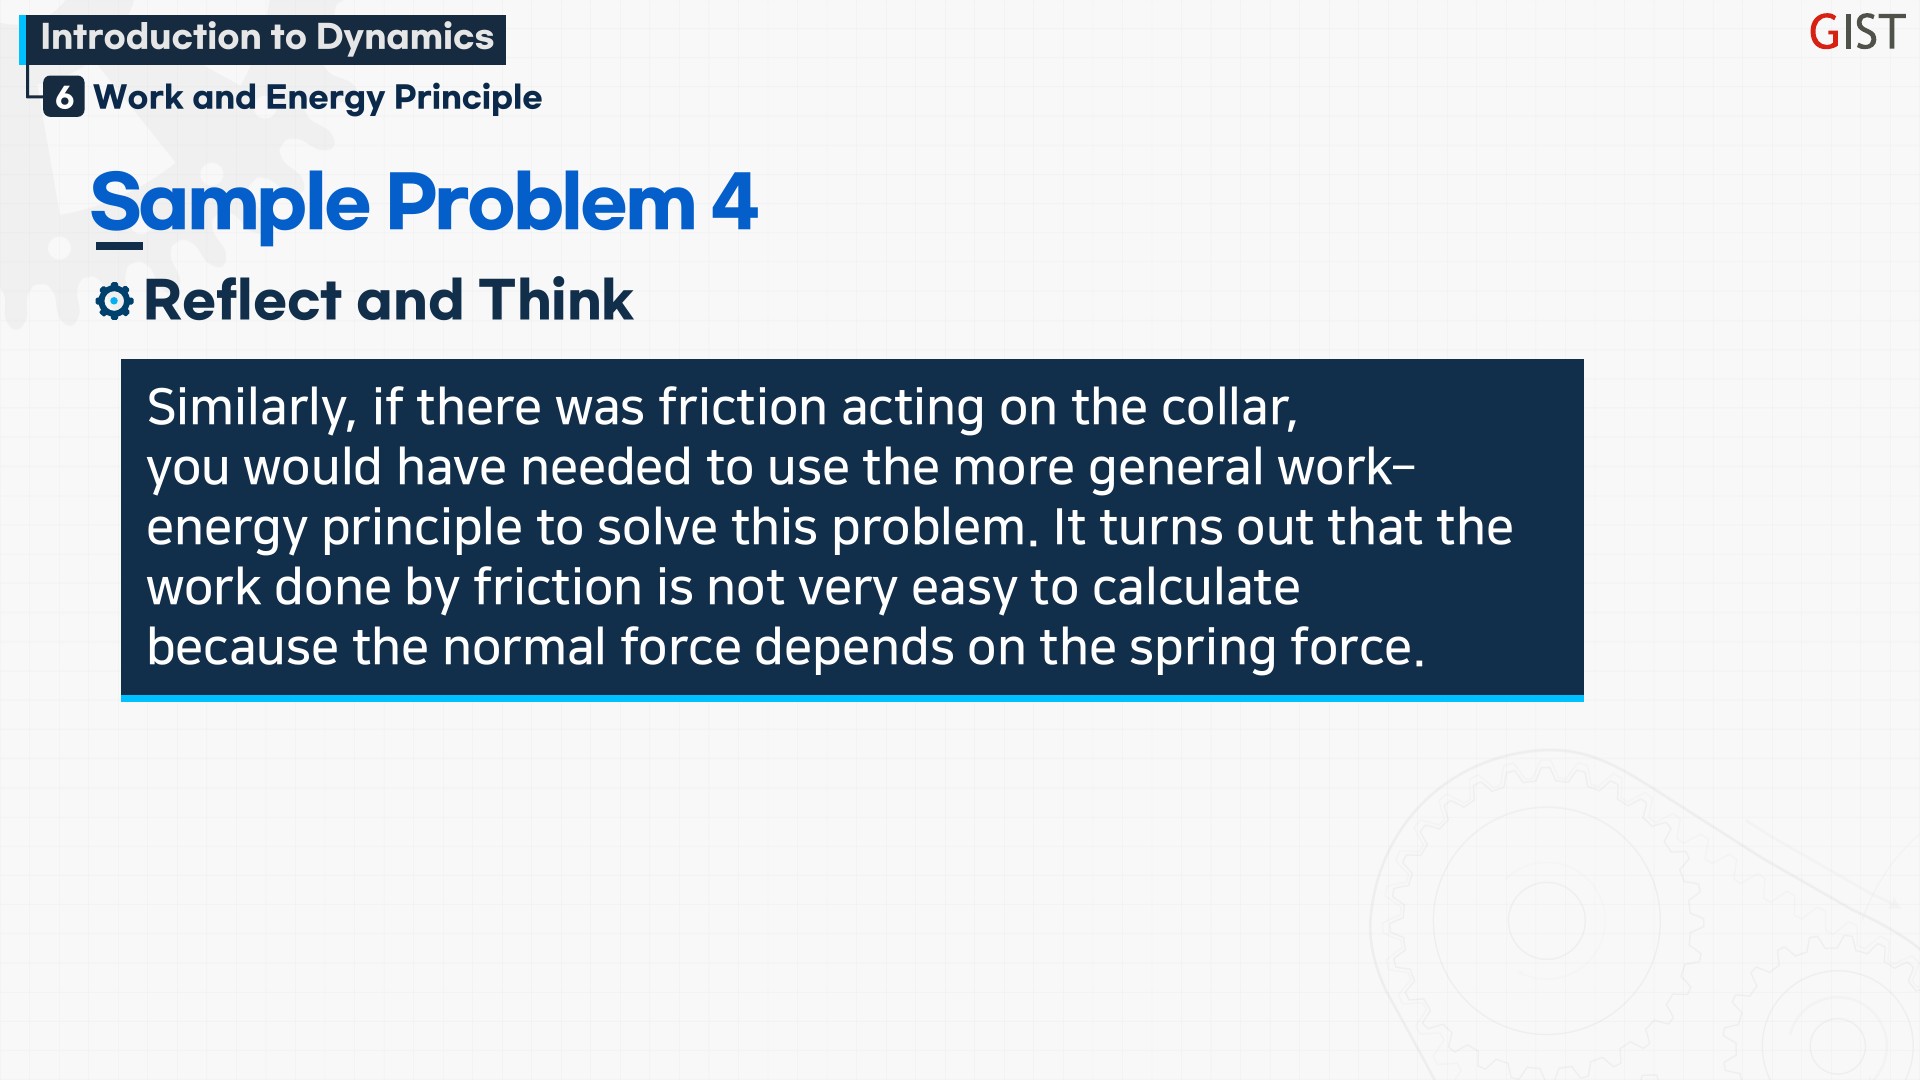 Introduction to Dynamics
GIST
6 Work and Energy Principle
Sample Problem 4
Reflect and Think
Similarly, if there was friction acting on the collar,
you would have needed to use the more general work–
energy principle to solve this problem. It turns out that the
work done by friction is not very easy to calculate
because the normal force depends on the spring force.